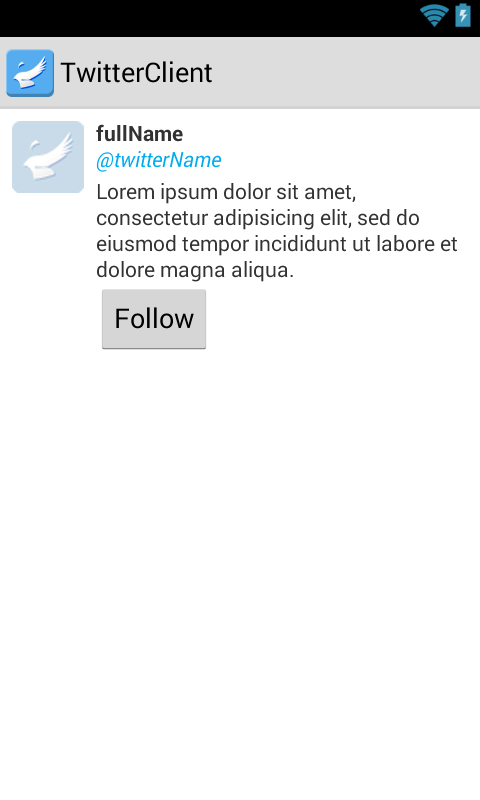 TwitterClient
fullName
@twitterName
Lorem ipsum dolor sit amet,
consectetur adipisicing elit, sed do
eiusmod tempor incididunt ut labore et
dolore magna aliqua.
Follow